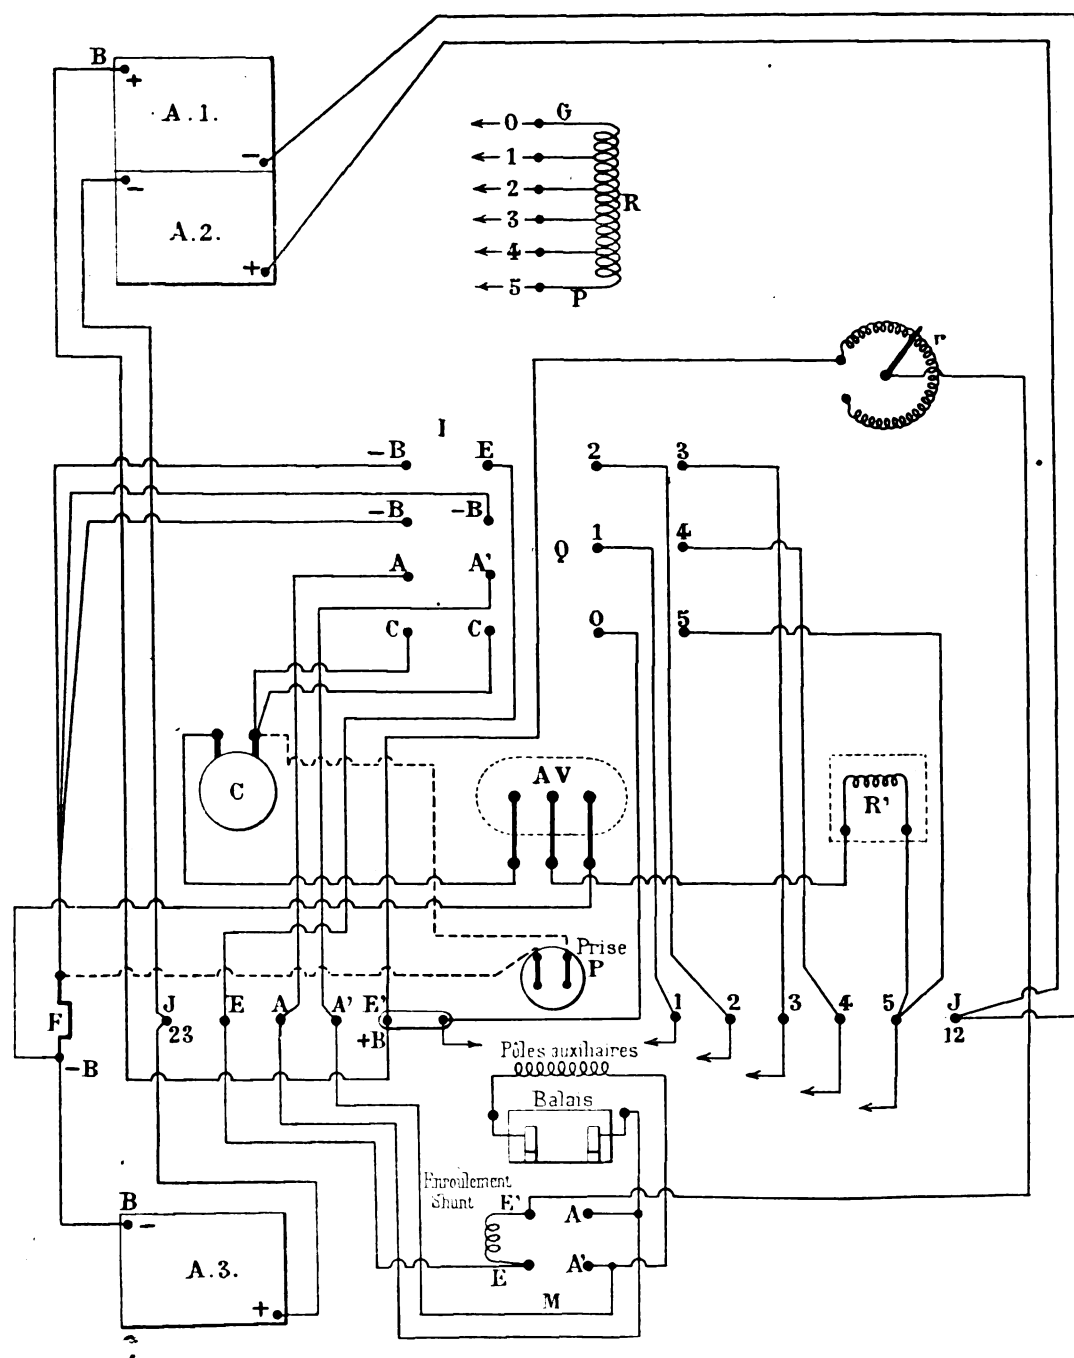 B
+
A.1.
–
–
A.2.
+
0 G
1
2
R
3
4
5
P
r
I
–B E 2 3
–B –B
Q 1 4
A A'
C C 0 5
C
AV
R'
Prise
P
F J E A A' E' 1 2 3 4 5 J
23 +B 12
–B
Pôles auxiliaires
Balais
Enroulement
Shunt
E' A
E A'
M
B –
A.3.
+